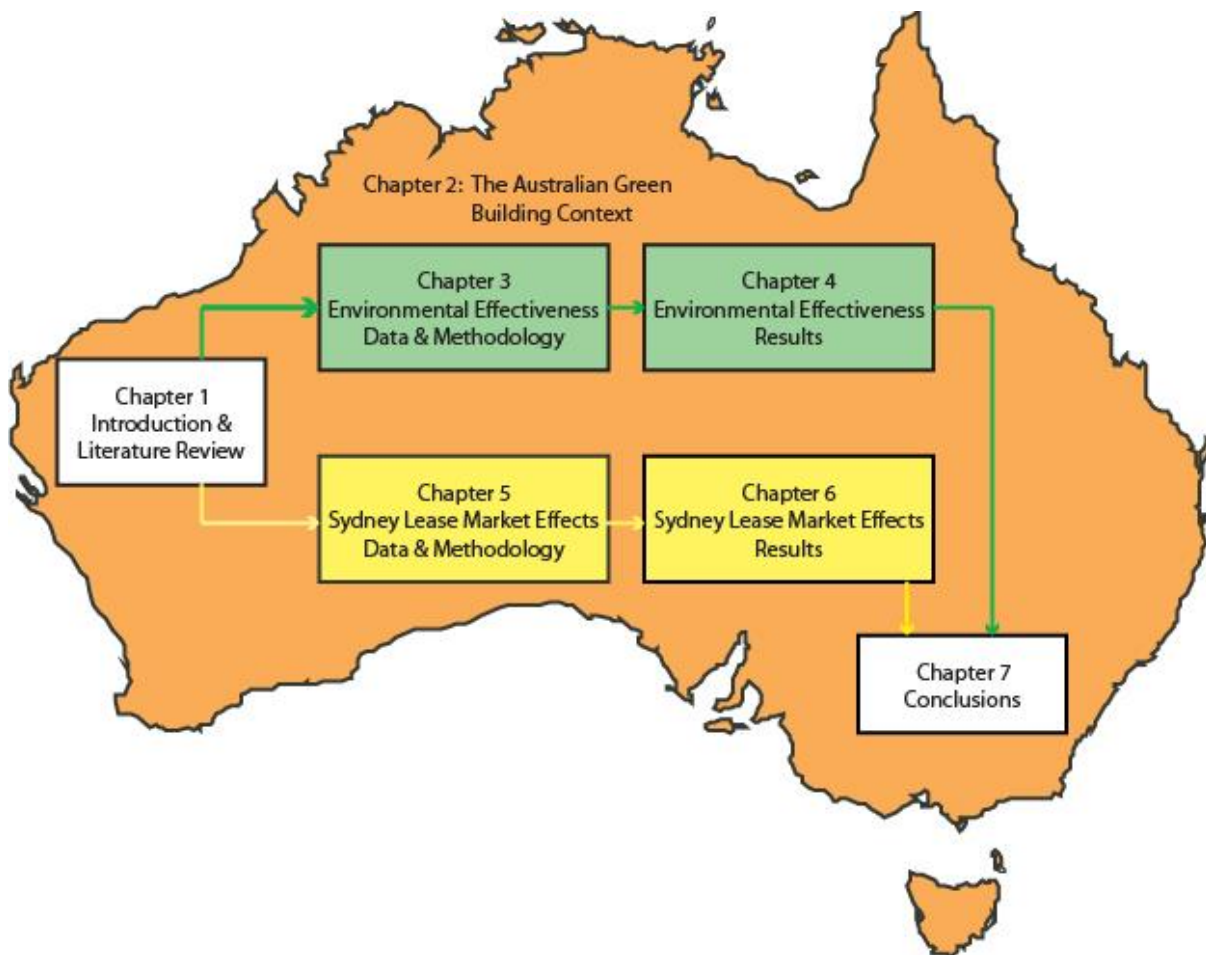 Chapter 2: The Australian Green
Building Context
Chapter 3
Environmental Effectiveness
Data & Methodology
Chapter 4
Environmental Effectiveness
Results
Chapter 1
Introduction &
Literature Review
Chapter 5
Sydney Lease Market Effects
Data & Methodology
Chapter 6
Sydney Lease Market Effects
Results
Chapter 7
Conclusions